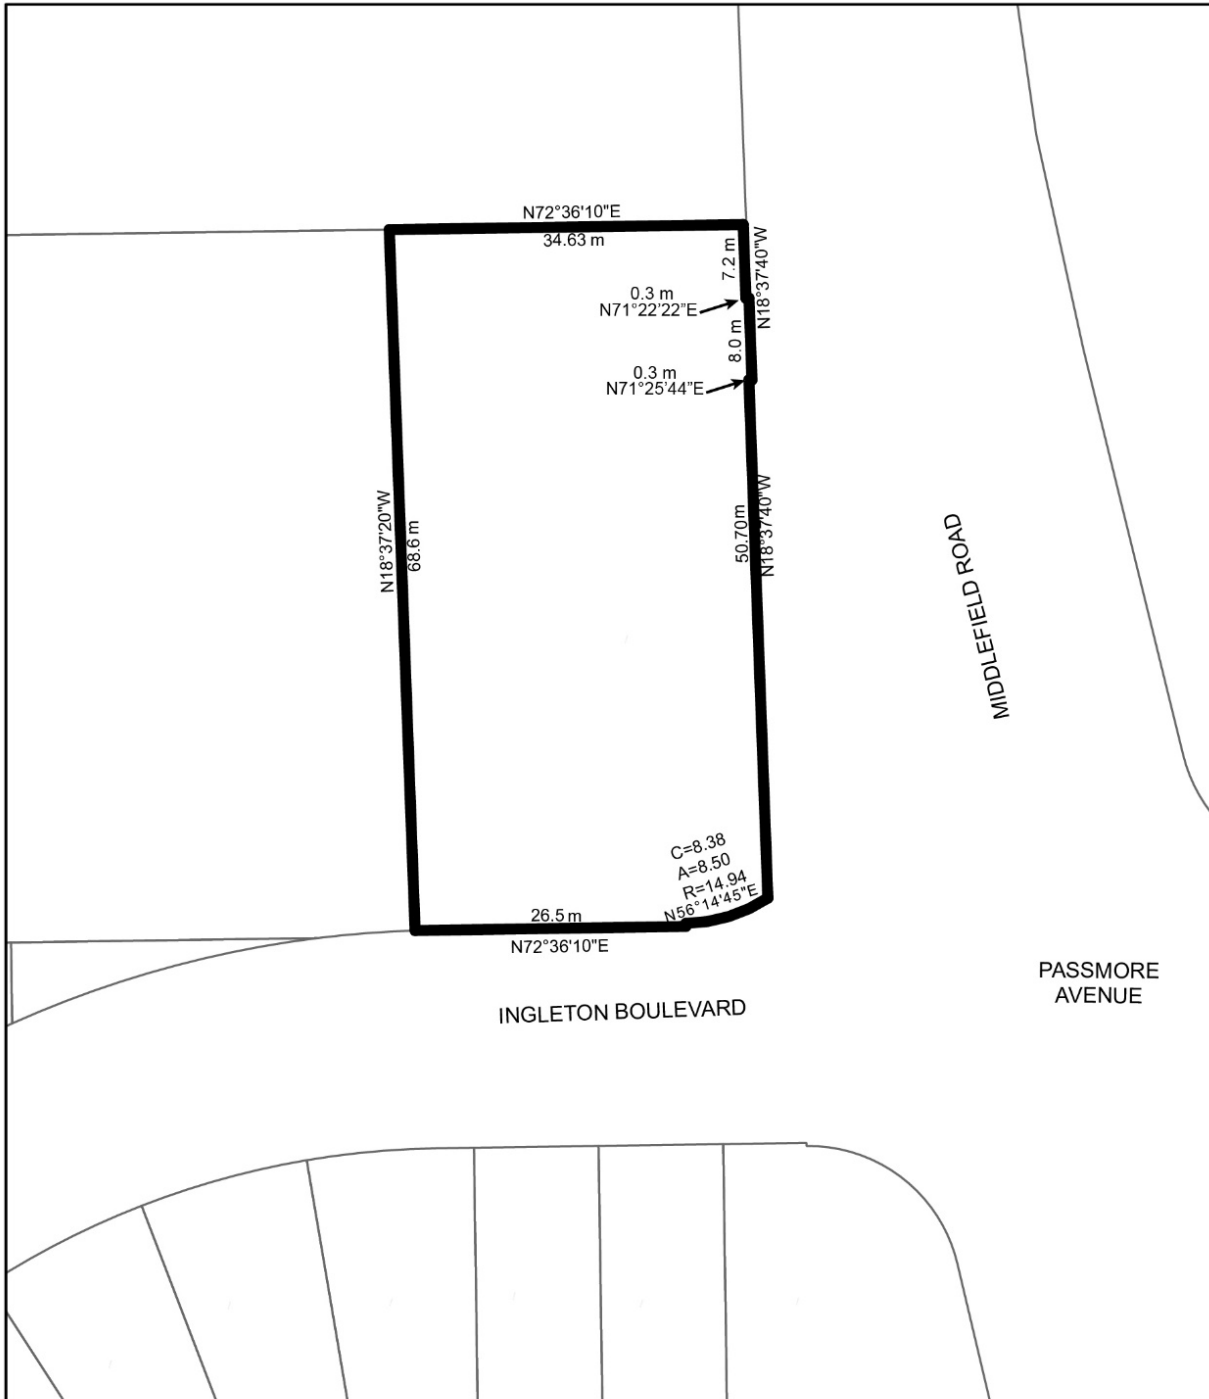 N72°36'10"E
34.63 m
7.2 m
N18°37'40"W
0.3 m
N71°22'22"E
8.0 m
0.3 m
N71°25'44"E
N18°37'20"W
68.6 m
50.70m
N18°37'40"W
MIDDLEFIELD ROAD
C=8.38
A=8.50
R=14.94
N56°14'45"E
26.5 m
N72°36'10"E
PASSMORE
AVENUE
INGLETON BOULEVARD